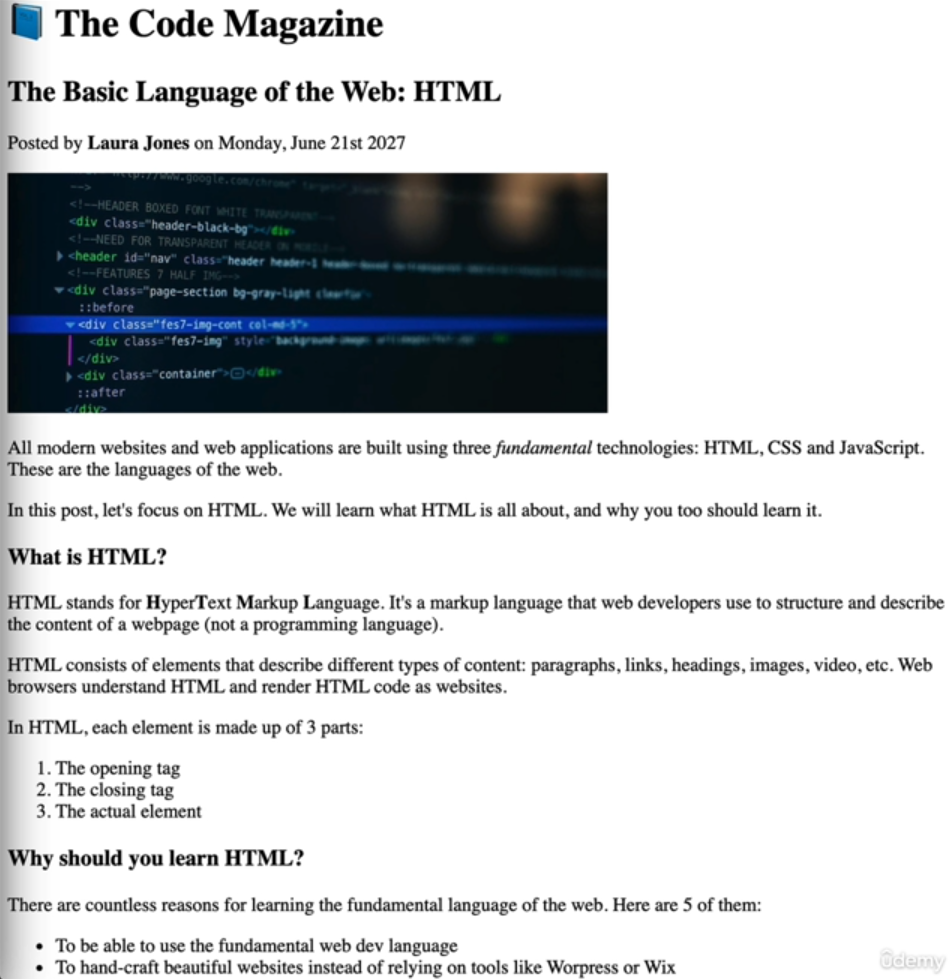 📘 The Code Magazine
The Basic Language of the Web: HTML
Posted by Laura Jones on Monday, June 21st 2027
http://www.google.com/chrome"
-->
<!--HEADER BOXED FONT WHITE TRANSPARENT
<div class="header-black-bg"></div>
<!--NEED FOR TRANSPARENT HEADER ON MOBILE-->
<header id="nav" class="header header-1
<!--FEATURES 7 HALF IMG-->
<div class="page-section bg-gray-light clearfix">
::before
<div class="fes7-img-cont col-md-5">
<div class="fes7-img" style="background-image:
</div>
<div class="container"></div>
::after
</div>
All modern websites and web applications are built using three fundamental technologies: HTML, CSS and JavaScript.
These are the languages of the web.
In this post, let's focus on HTML. We will learn what HTML is all about, and why you too should learn it.
What is HTML?
HTML stands for HyperText Markup Language. It's a markup language that web developers use to structure and describe
the content of a webpage (not a programming language).
HTML consists of elements that describe different types of content: paragraphs, links, headings, images, video, etc. Web
browsers understand HTML and render HTML code as websites.
In HTML, each element is made up of 3 parts:
1. The opening tag
2. The closing tag
3. The actual element
Why should you learn HTML?
There are countless reasons for learning the fundamental language of the web. Here are 5 of them:
• To be able to use the fundamental web dev language
• To hand-craft beautiful websites instead of relying on tools like Worpress or Wix
ûdemy